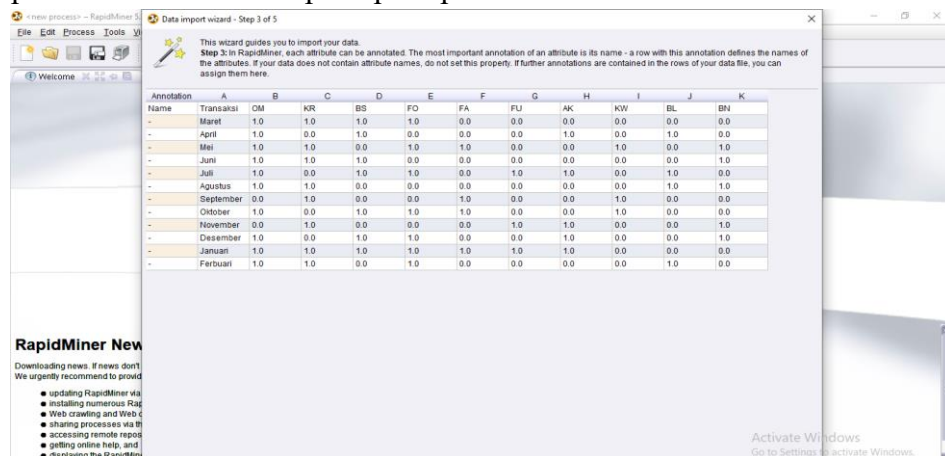 <new process> – RapidMiner 5.
Data import wizard - Step 3 of 5
File Edit Process Tools
This wizard guides you to import your data.
Step 3: In RapidMiner, each attribute can be annotated. The most important annotation of an attribute is its name - a row with this annotation defines the names of
the attributes. If your data does not contain attribute names, do not set this property. If further annotations are contained in the rows of your data file, you can
assign them here.
Welcome
Annotation A B C D E F G H I J K
Name Transaksi OM KR BS FO FA FU AK KW BL BN
- Maret 1.0 1.0 1.0 1.0 0.0 0.0 0.0 0.0 0.0 0.0
- April 1.0 0.0 1.0 0.0 0.0 0.0 1.0 0.0 1.0 0.0
- Mei 1.0 1.0 0.0 1.0 1.0 0.0 0.0 1.0 0.0 1.0
- Juni 1.0 1.0 1.0 0.0 0.0 0.0 0.0 0.0 0.0 1.0
- Juli 1.0 0.0 1.0 1.0 0.0 1.0 1.0 0.0 1.0 0.0
- Agustus 1.0 1.0 0.0 0.0 0.0 0.0 0.0 0.0 1.0 1.0
- September 0.0 1.0 0.0 0.0 1.0 0.0 0.0 1.0 0.0 0.0
- Oktober 1.0 0.0 1.0 1.0 1.0 0.0 0.0 1.0 0.0 0.0
- November 0.0 1.0 0.0 0.0 0.0 1.0 1.0 0.0 0.0 1.0
- Desember 1.0 0.0 1.0 1.0 0.0 0.0 1.0 0.0 0.0 1.0
- Januari 1.0 1.0 1.0 1.0 1.0 1.0 1.0 0.0 0.0 0.0
- Ferbuari 1.0 1.0 0.0 1.0 0.0 0.0 0.0 0.0 1.0 0.0
RapidMiner New
Downloading news. If news don't
We urgently recommend to provid
updating RapidMiner via
installing numerous Rap
Web crawling and Web
sharing processes via th
accessing remote repos
getting online help, and
displaying the RapidMin
Activate Windows
Go to Settings to activate Windows.